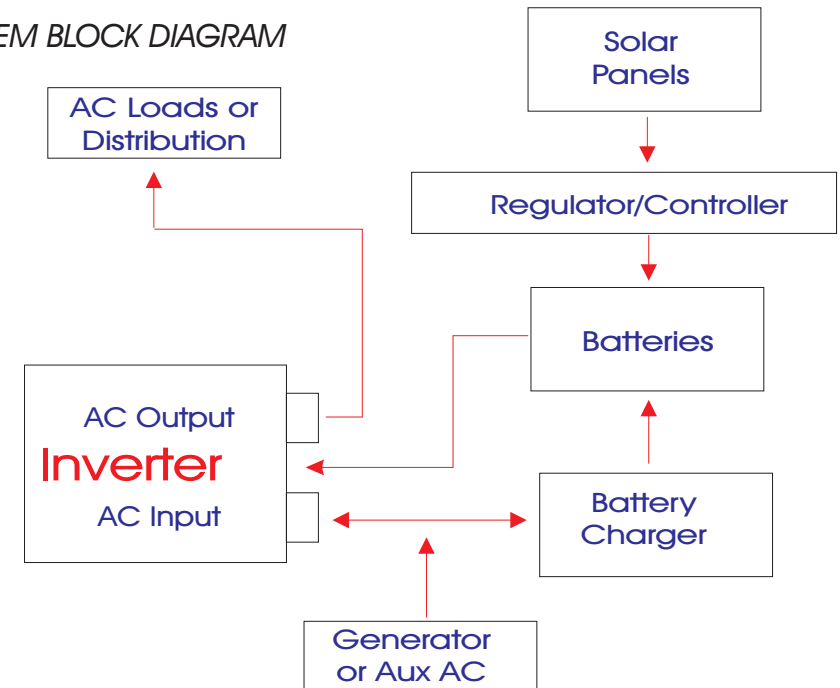 EM BLOCK DIAGRAM
Solar
Panels
AC Loads or
Distribution
Regulator/Controller
Batteries
AC Output
Inverter
AC Input
Battery
Charger
Generator
or Aux AC